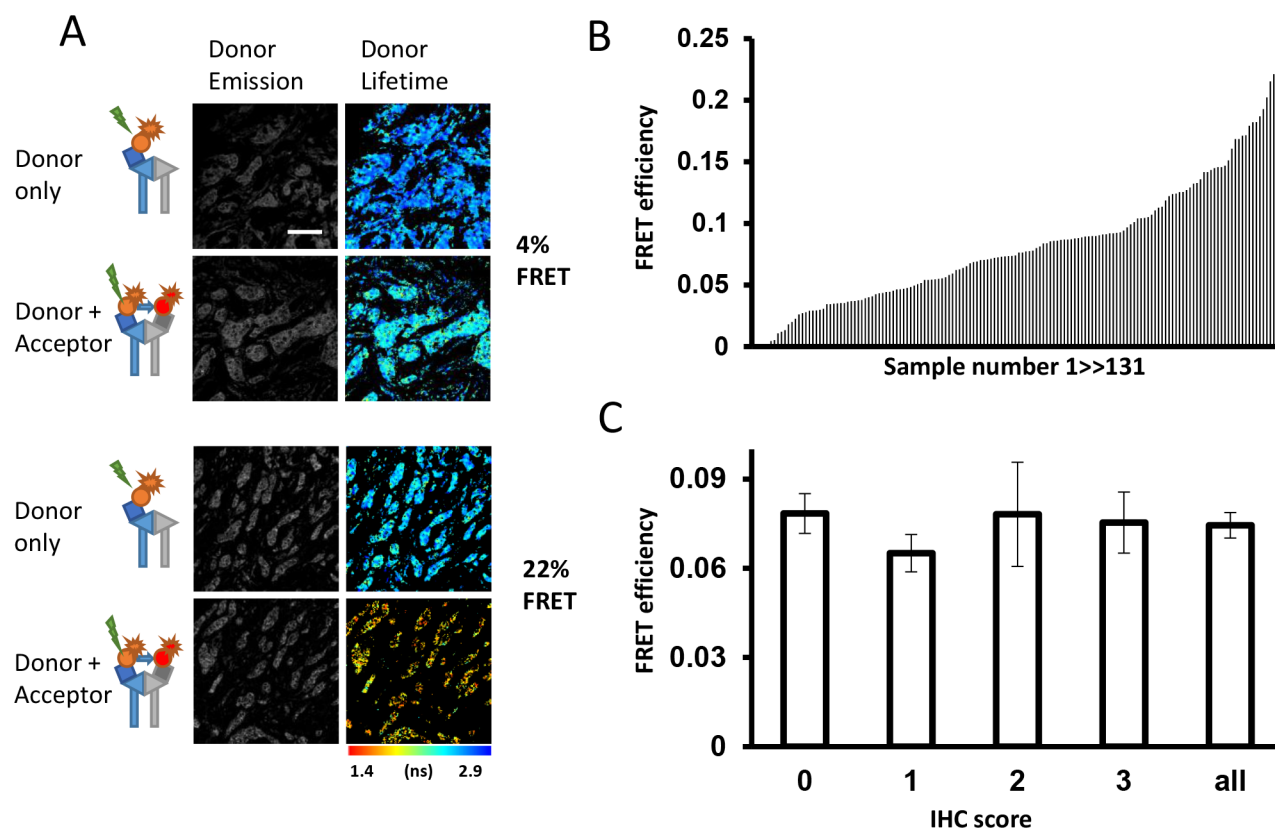 A
Donor
Emission
Donor
Lifetime
Donor
only
Donor +
Acceptor
4%
FRET
Donor
only
Donor +
Acceptor
22%
FRET
1.4 (ns) 2.9
B
FRET efficiency
0.25
0.2
0.15
0.1
0.05
0
Sample number 1>>131
C
FRET efficiency
0.09
0.06
0.03
0
0 1 2 3 all
IHC score